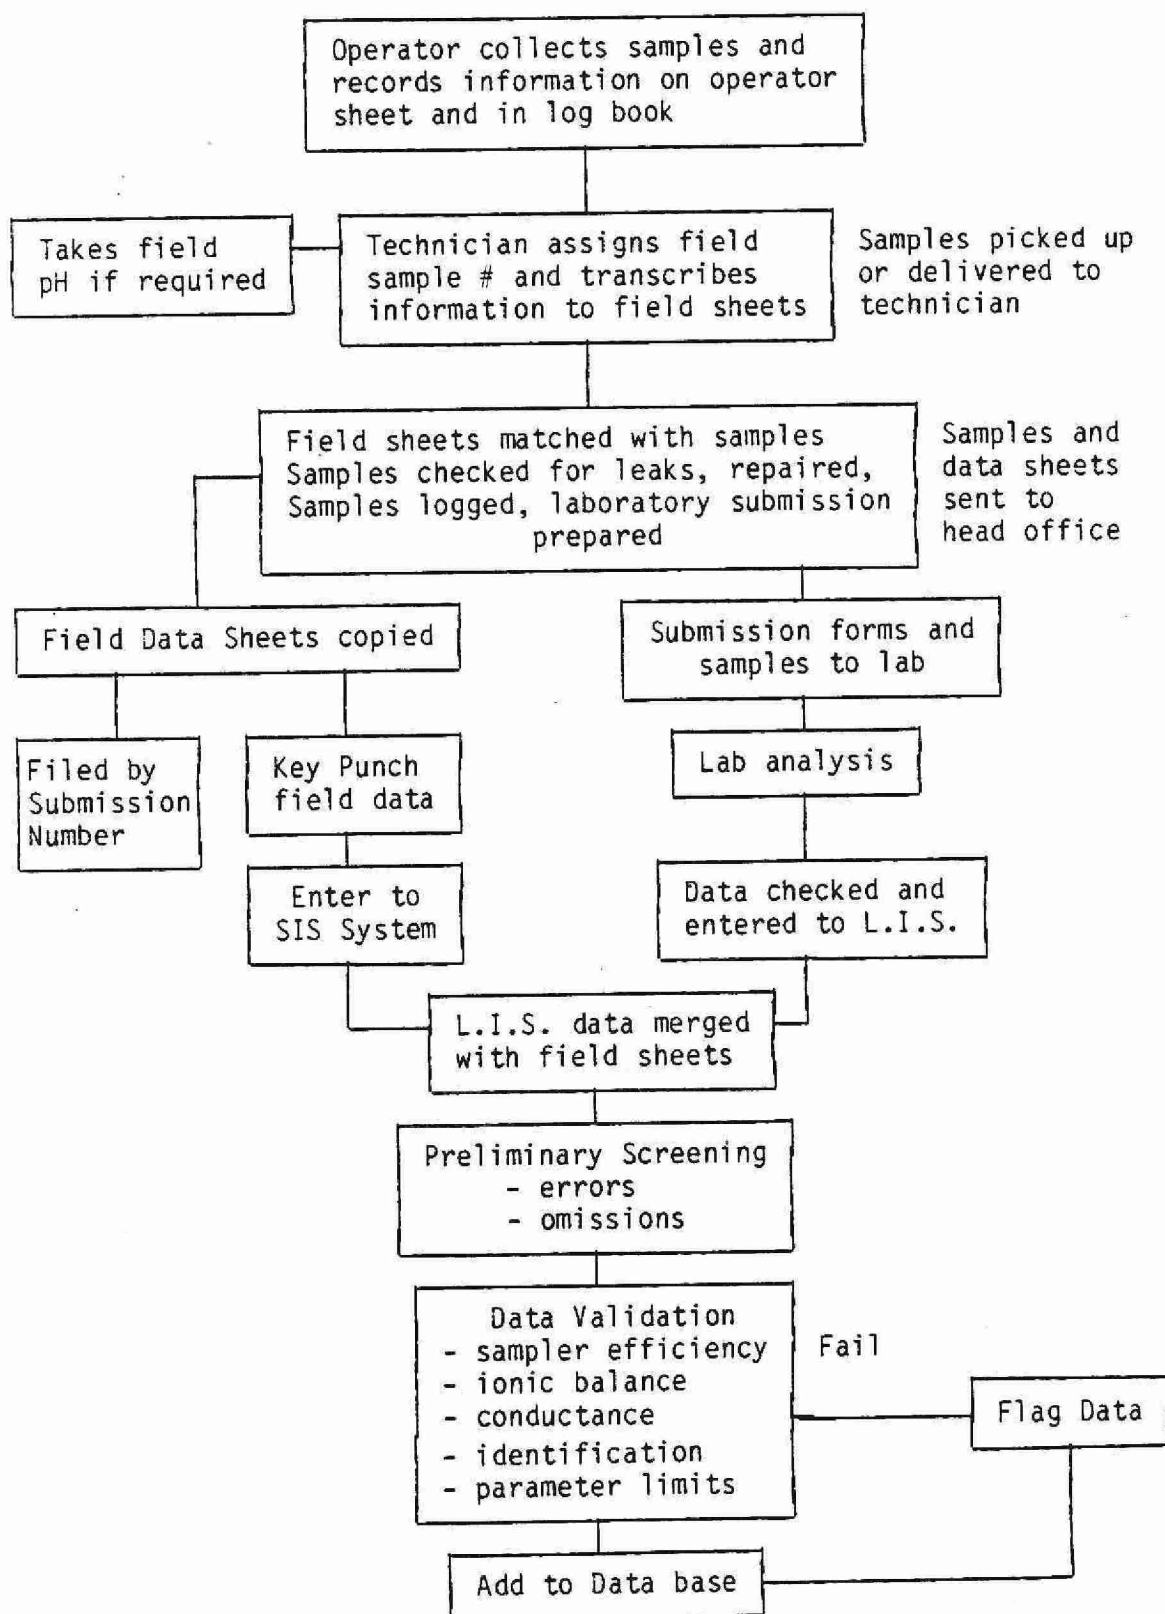 Operator collects samples and
records information on operator
sheet and in log book
Takes field
pH if required
Technician assigns field
sample # and transcribes
information to field sheets
Samples picked up
or delivered to
technician
Field sheets matched with samples
Samples checked for leaks, repaired,
Samples logged, laboratory submission
prepared
Samples and
data sheets
sent to
head office
Field Data Sheets copied
Submission forms and
samples to lab
Filed by
Submission
Number
Key Punch
field data
Lab analysis
Enter to
SIS System
Data checked and
entered to L.I.S.
L.I.S. data merged
with field sheets
Preliminary Screening
- errors
- omissions
Data Validation
- sampler efficiency
- ionic balance
- conductance
- identification
- parameter limits
Fail
Flag Data
Add to Data base